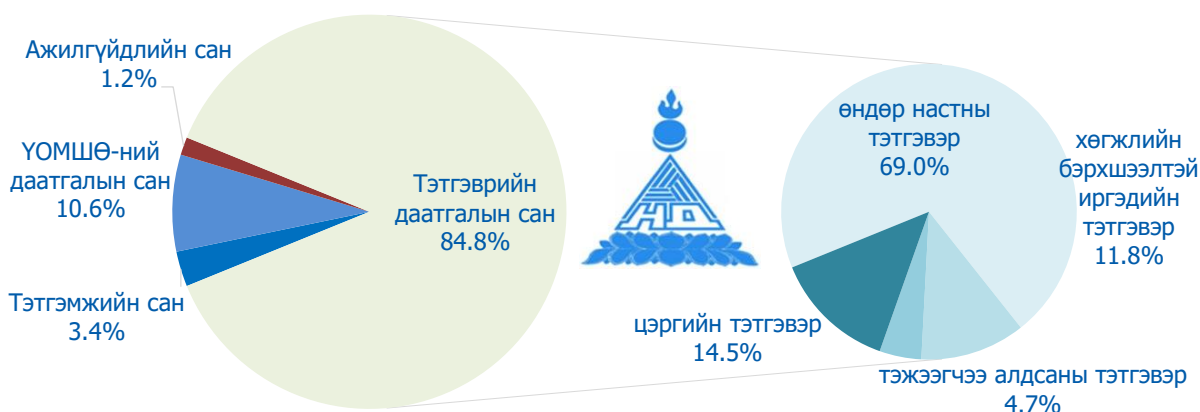 Ажилгүйдлийн сан
1.2%
ҮОМШӨ-ний
даатгалын сан
10.6%
Тэтгэмжийн сан
3.4%
Тэтгэврийн
даатгалын сан
84.8%
НД
өндөр настны
тэтгэвэр
69.0%
хөгжлийн
бэрхшээлтэй
иргэдийн
тэтгэвэр
11.8%
цэргийн тэтгэвэр
14.5%
тэжээгчээ алдсаны тэтгэвэр
4.7%